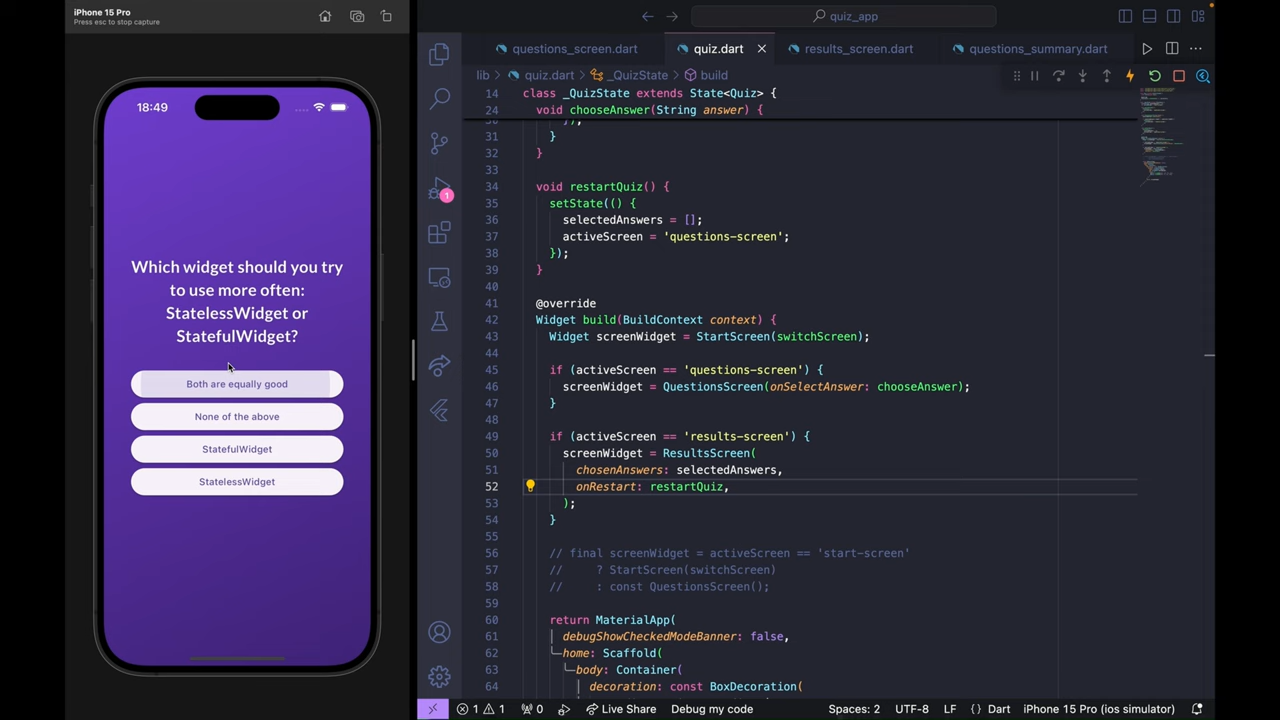 iPhone 15 Pro
Press esc to stop capture
18:49
Which widget should you try
to use more often:
StatelessWidget or
StatefulWidget?
Both are equally good
None of the above
StatefulWidget
StatelessWidget
quiz_app
questions_screen.dart
quiz.dart
results_screen.dart
questions_summary.dart
lib > quiz.dart > _QuizState > build
1
14 class _QuizState extends State<Quiz> {
24 void chooseAnswer(String answer) {
30 });
31 }
32 }
33
34 void restartQuiz() {
35 setState(() {
36 selectedAnswers = [];
37 activeScreen = 'questions-screen';
38 });
39 }
40
41 @override
42 Widget build(BuildContext context) {
43 Widget screenWidget = StartScreen(switchScreen);
44
45 if (activeScreen == 'questions-screen') {
46 screenWidget = QuestionsScreen(onSelectAnswer: chooseAnswer);
47 }
48
49 if (activeScreen == 'results-screen') {
50 screenWidget = ResultsScreen(
51 chosenAnswers: selectedAnswers,
52 onRestart: restartQuiz,
53 );
54 }
55
56 // final screenWidget = activeScreen == 'start-screen'
57 // ? StartScreen(switchScreen)
58 // : const QuestionsScreen();
59
60 return MaterialApp(
61 debugShowCheckedModeBanner: false,
62 home: Scaffold(
63 body: Container(
64 decoration: const BoxDecoration(
1 1 0 Live Share Debug my code Spaces: 2 UTF-8 LF {} Dart iPhone 15 Pro (ios simulator)